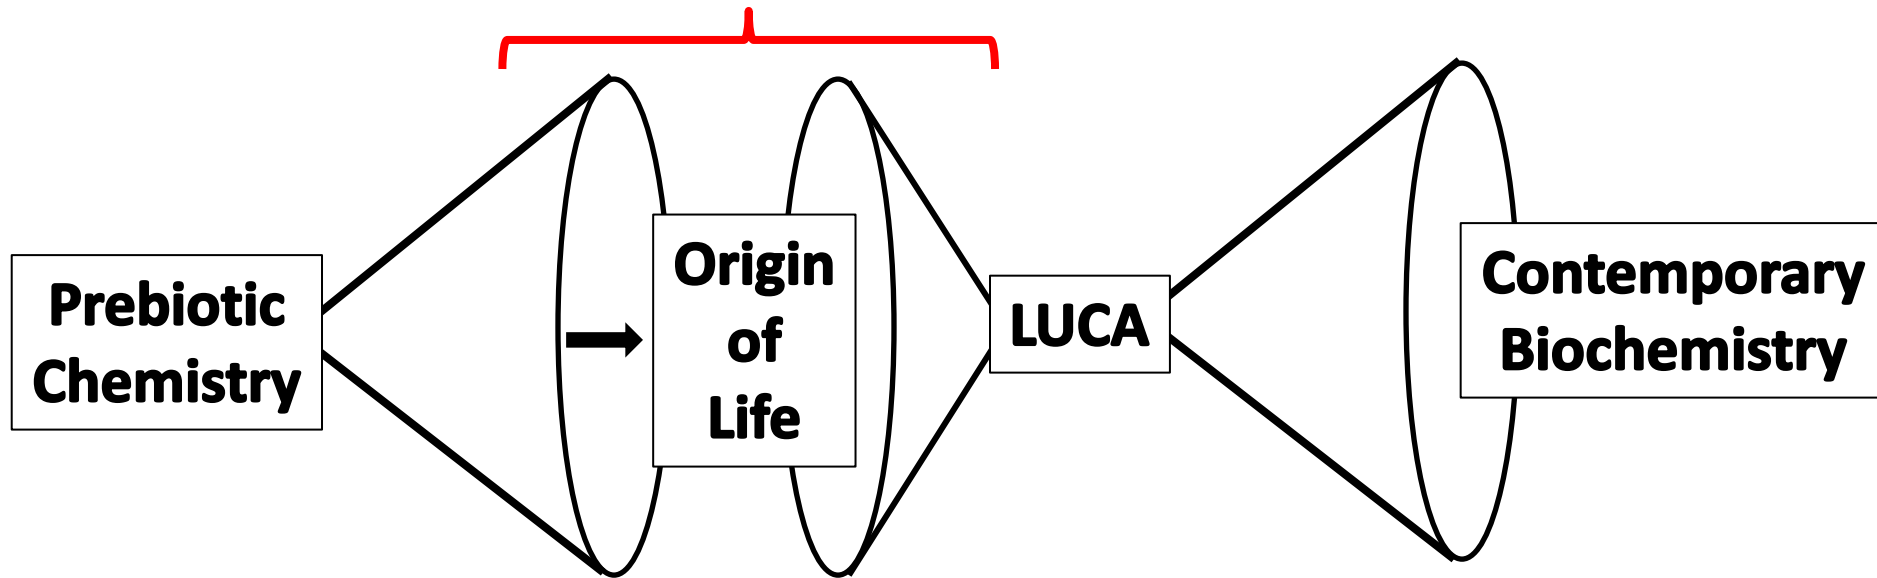 Prebiotic
Chemistry
Origin
of
Life
LUCA
Contemporary
Biochemistry